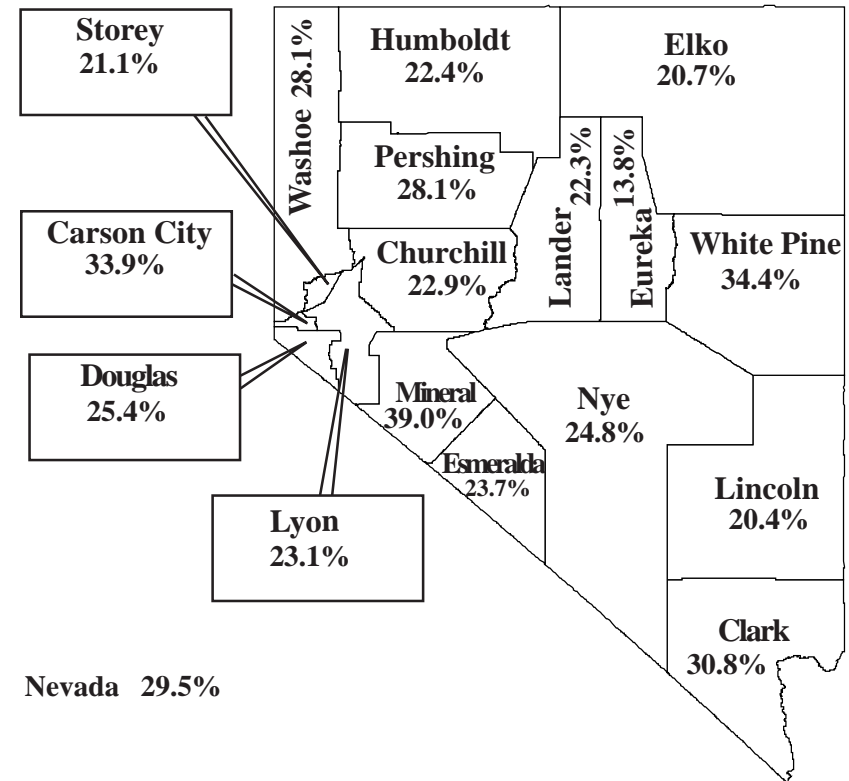 Storey
21.1%
Humboldt
22.4%
Elko
20.7%
Washoe 28.1%
Pershing
28.1%
Lander 22.3%
Eureka 13.8%
Carson City
33.9%
Churchill
22.9%
White Pine
34.4%
Douglas
25.4%
Mineral
39.0%
Nye
24.8%
Esmeralda
23.7%
Lyon
23.1%
Lincoln
20.4%
Clark
30.8%
Nevada 29.5%